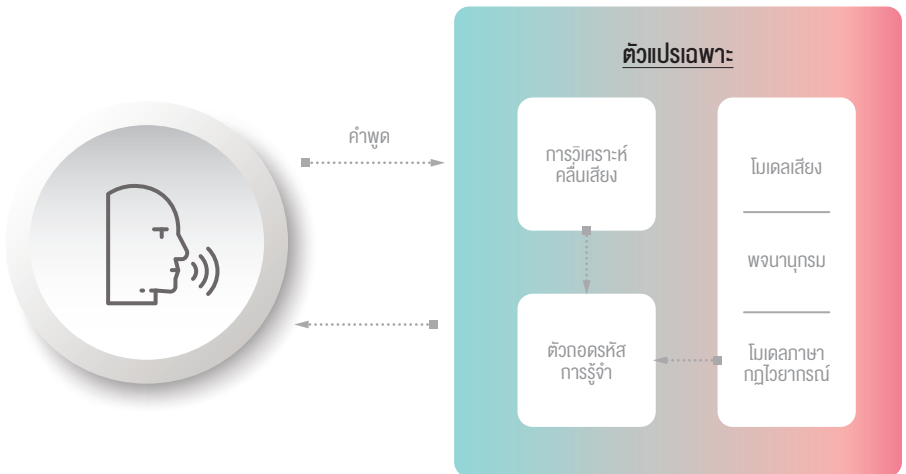 ตัวแปรเฉพาะ
คำพูด
การวิเคราะห์
คลื่นเสียง
โมเดลเสียง
พจนานุกรม
ตัวถอดรหัส
การรู้จำ
โมเดลภาษา
กฎไวยากรณ์